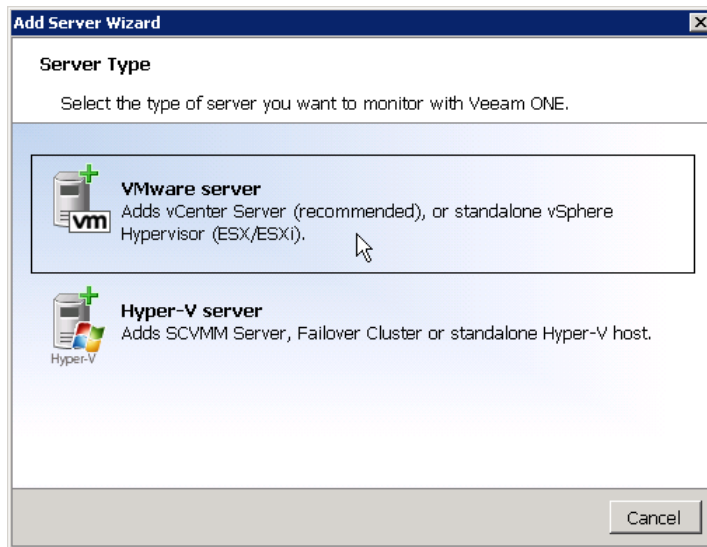 Add Server Wizard
Server Type
Select the type of server you want to monitor with Veeam ONE.
vm
VMware server
Adds vCenter Server (recommended), or standalone vSphere
Hypervisor (ESX/ESXi).
Hyper-V server
Adds SCVMM Server, Failover Cluster or standalone Hyper-V host.
Hyper-V
Cancel